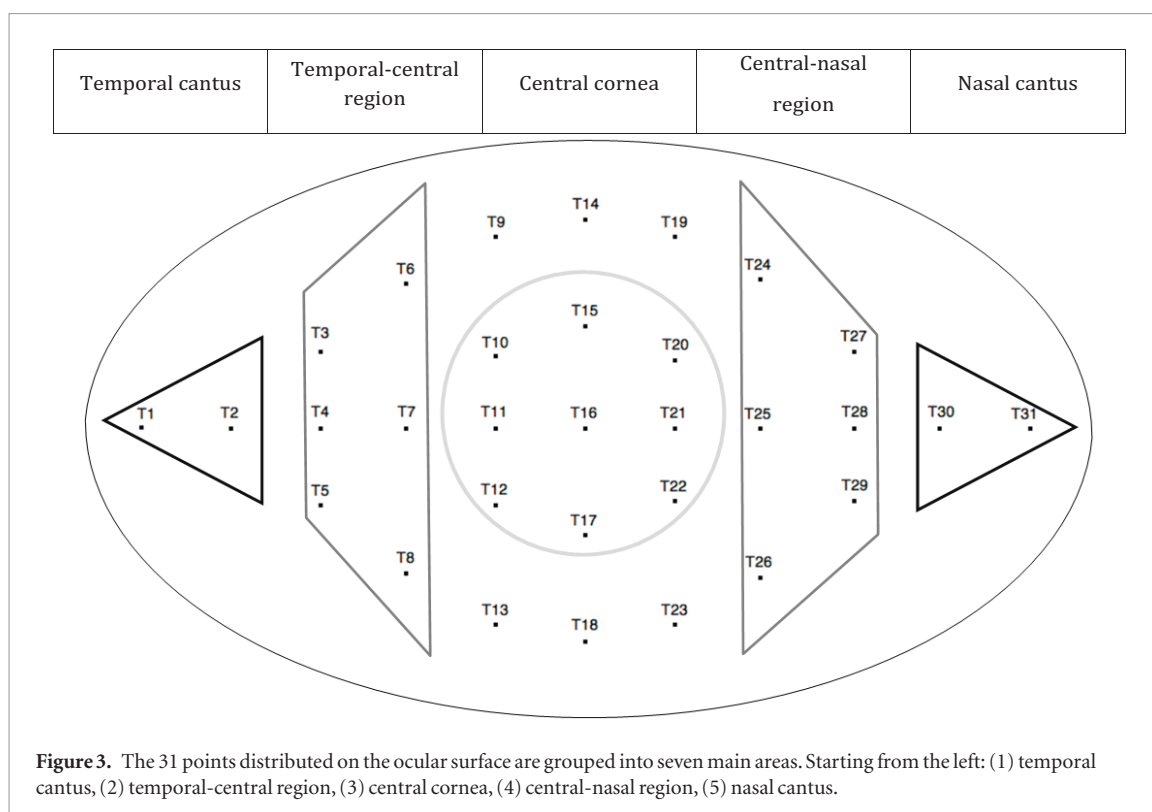 Temporal cantus
Temporal-central
region
Central cornea
Central-nasal
region
Nasal cantus
T14
T9
T19
T24
T6
T15
T3
T10
T20
T27
T1
T2
T4
T7
T11
T16
T21
T25
T28
T30
T31
T5
T12
T22
T29
T17
T8
T26
T13
T18
T23
Figure 3. The 31 points distributed on the ocular surface are grouped into seven main areas. Starting from the left: (1) temporal
cantus, (2) temporal-central region, (3) central cornea, (4) central-nasal region, (5) nasal cantus.